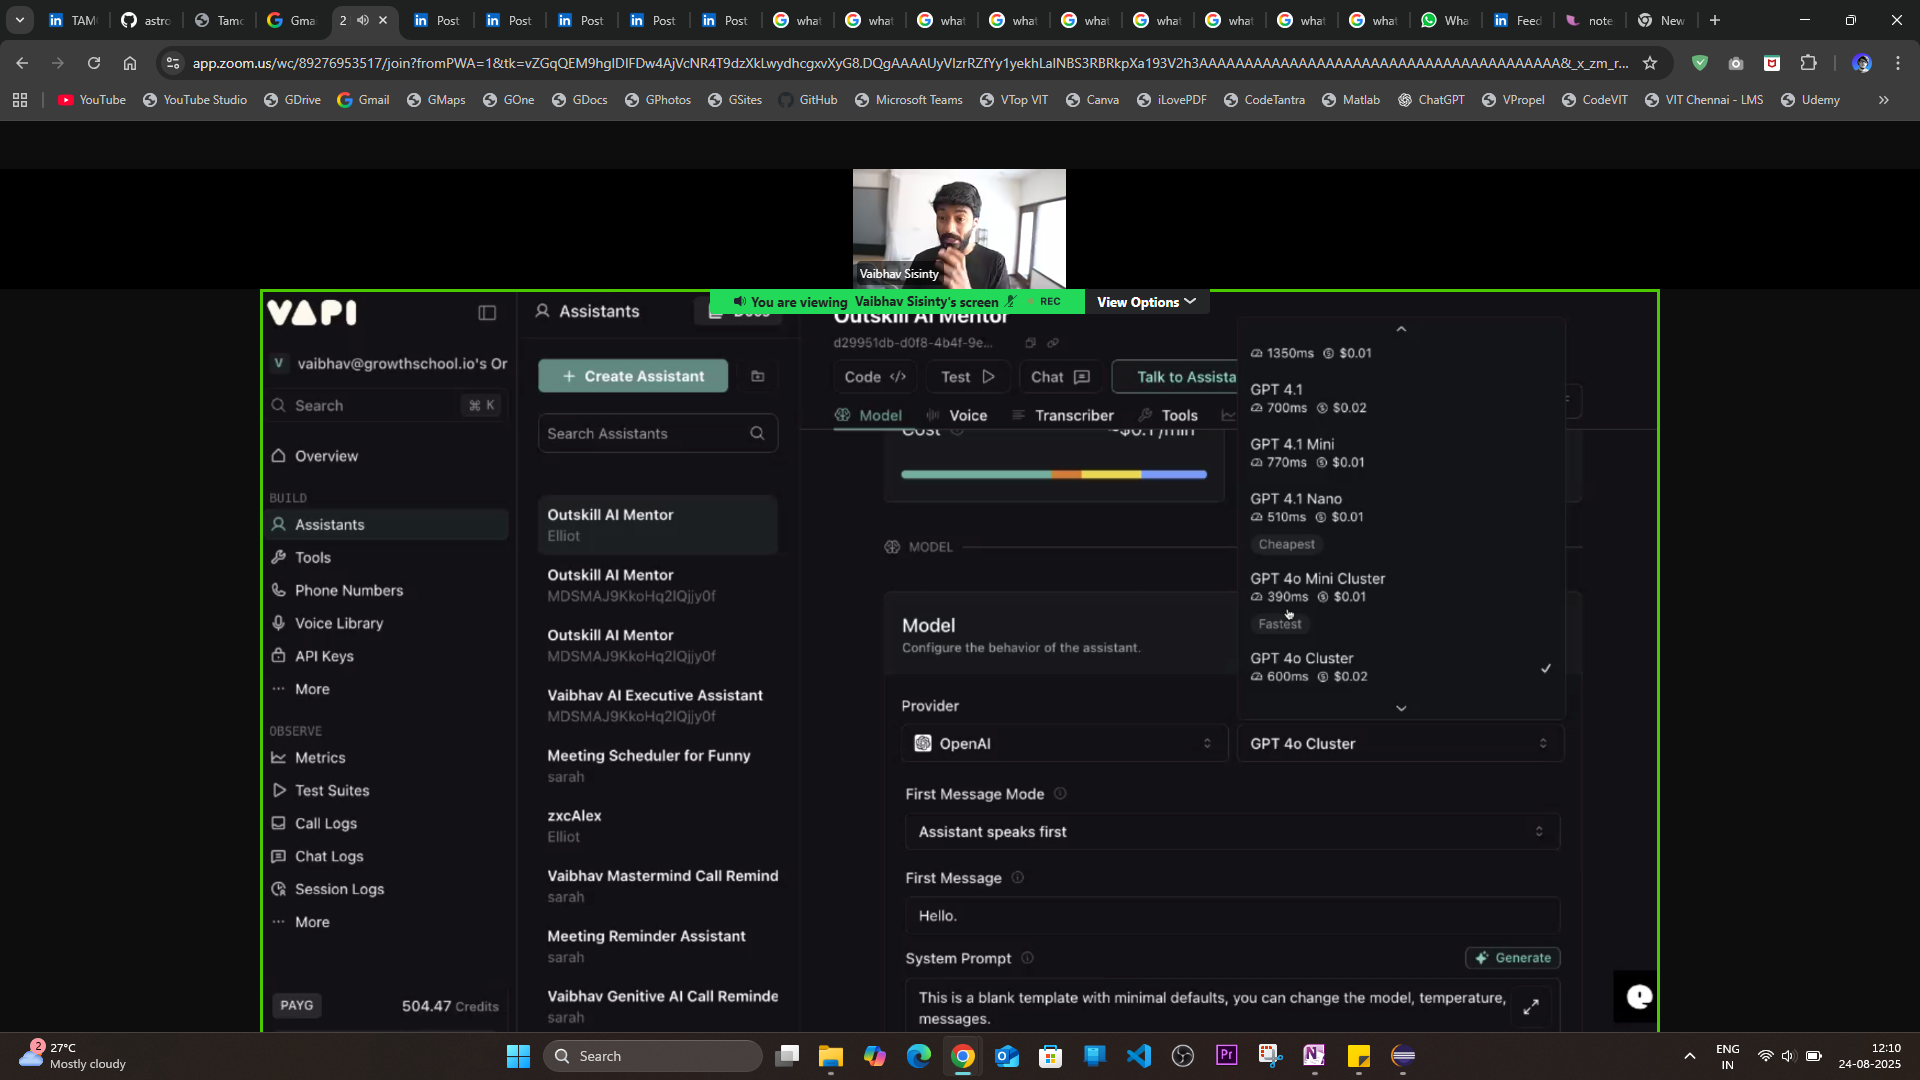 TAM
astro
Tamc
Gma
2
Post
Post
Post
Post
Post
what
what
what
what
what
what
what
what
what
Wha
Feed
note
New
app.zoom.us/wc/89276953517/join?fromPWA=1&tk=
YouTube
YouTube Studio
GDrive
Gmail
GMaps
GOne
GDocs
GPhotos
GSites
GitHub
Microsoft Teams
VTop VIT
Canva
iLovePDF
CodeTantra
Matlab
ChatGPT
VPropel
CodeVIT
VIT Chennai - LMS
Udemy
»
Vaibhav Sisinty
You are viewing Vaibhav Sisinty's screen
REC
View Options
VAPI
V vaibhav@growthschool.io's Or
Search ⌘ K
Overview
BUILD
Assistants
Tools
Phone Numbers
Voice Library
API Keys
More
OBSERVE
Metrics
Test Suites
Call Logs
Chat Logs
Session Logs
More
PAYG 504.47 Credits
Assistants
+ Create Assistant
Search Assistants
Outskill AI Mentor
Elliot
Outskill AI Mentor
MDSMAJ9KkoHq2IQjjy0f
Outskill AI Mentor
MDSMAJ9KkoHq2IQjjy0f
Vaibhav AI Executive Assistant
MDSMAJ9KkoHq2IQjjy0f
Meeting Scheduler for Funny
sarah
zxcAlex
Elliot
Vaibhav Mastermind Call Remind
sarah
Meeting Reminder Assistant
sarah
Vaibhav Genitive AI Call Reminde
sarah
Outskill AI Mentor
d29951db-d0f8-4b4f-9e...
Code </>
Test
Chat
Talk to Assista
Model
Voice
Transcriber
Tools
Cost ~$0.1 /min
MODEL
Model
Configure the behavior of the assistant.
Provider
OpenAI
GPT 4o Cluster
1350ms $0.01
GPT 4.1
700ms $0.02
GPT 4.1 Mini
770ms $0.01
GPT 4.1 Nano
510ms $0.01
Cheapest
GPT 4o Mini Cluster
390ms $0.01
Fastest
GPT 4o Cluster
600ms $0.02
First Message Mode
Assistant speaks first
First Message
Hello.
System Prompt
Generate
This is a blank template with minimal defaults, you can change the model, temperature,
messages.
2
27°C
Mostly cloudy
Search
ENG
IN
12:10
24-08-2025